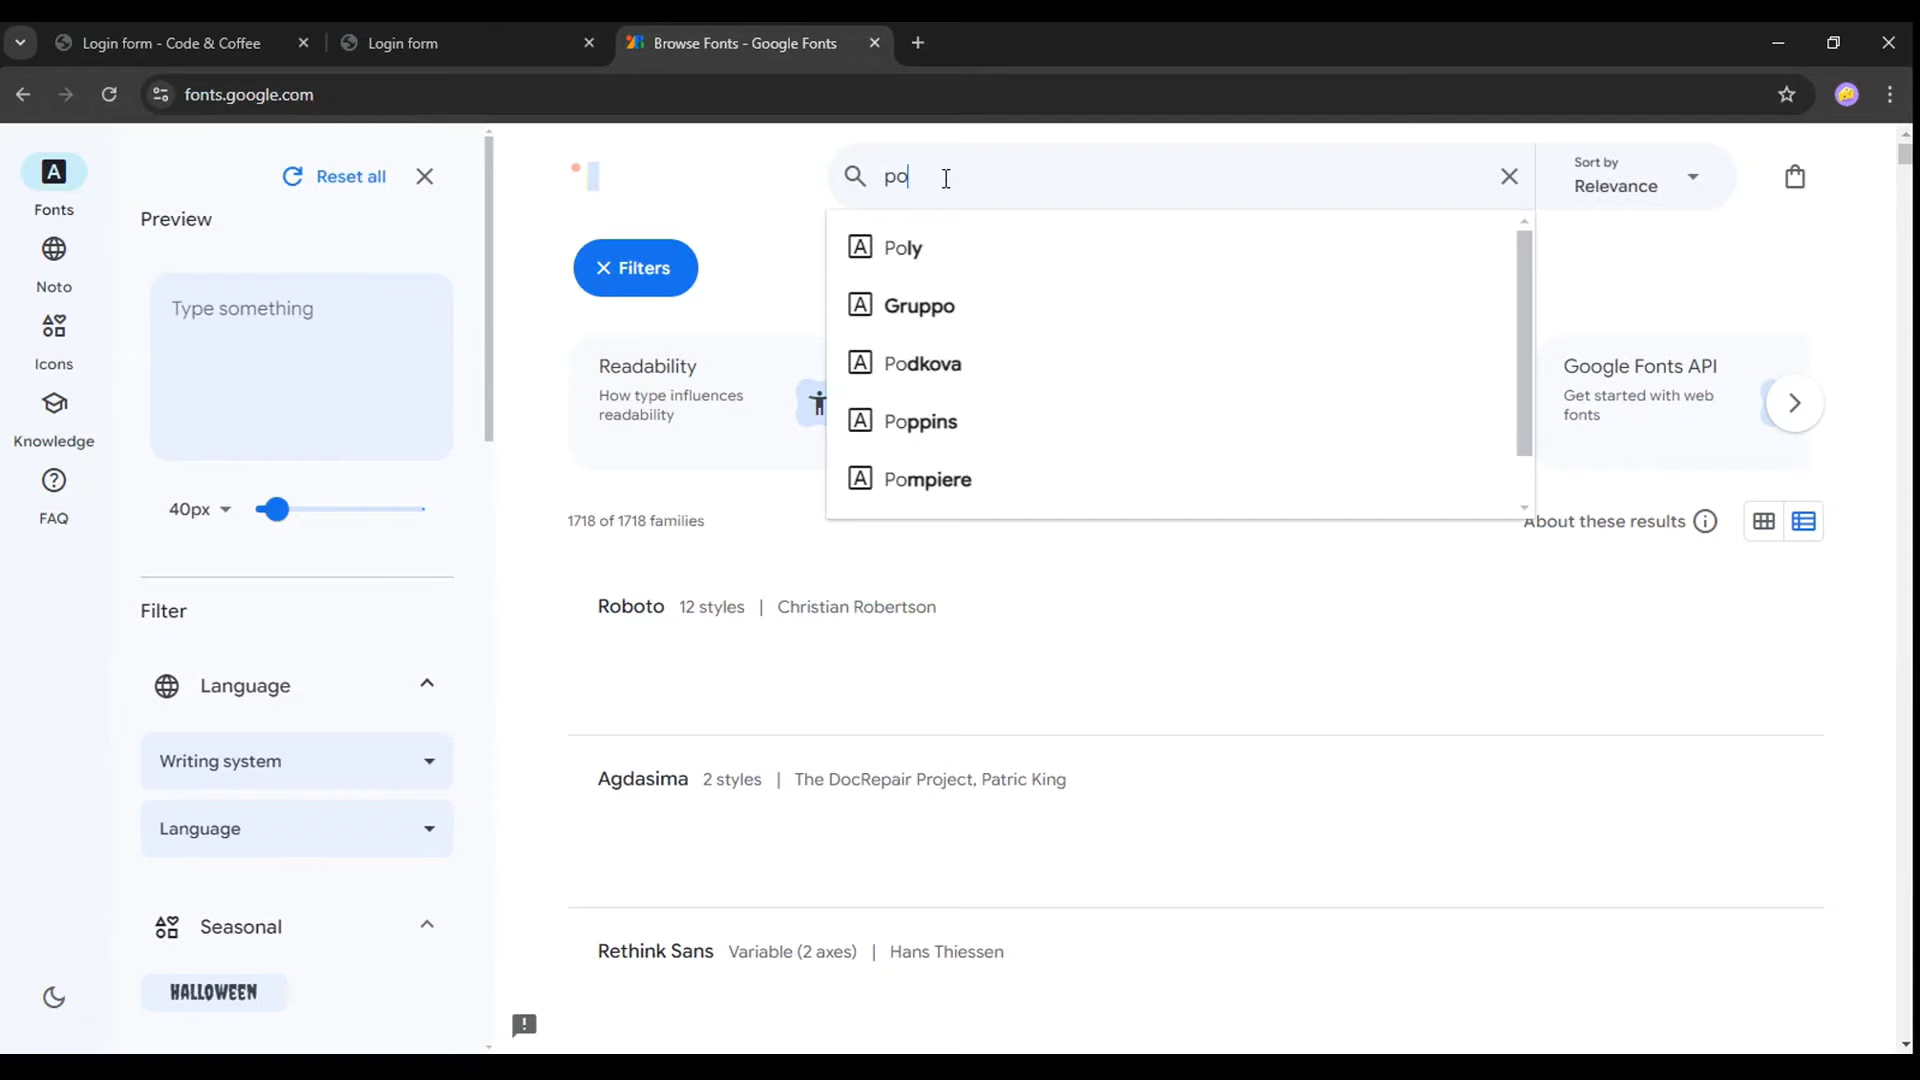 Login form - Code & Coffee
Login form
Browse Fonts - Google Fonts
fonts.google.com
Fonts
Noto
Icons
Knowledge
FAQ
Reset all
Preview
Type something
40px
Filter
Language
Writing system
Language
Seasonal
HALLOWEEN
po
Sort by
Relevance
Filters
Poly
Gruppo
Podkova
Poppins
Pompiere
Readability
How type influences
readability
Google Fonts API
Get started with web
fonts
1718 of 1718 families
About these results
Roboto 12 styles | Christian Robertson
Agdasima 2 styles | The DocRepair Project, Patric King
Rethink Sans Variable (2 axes) | Hans Thiessen